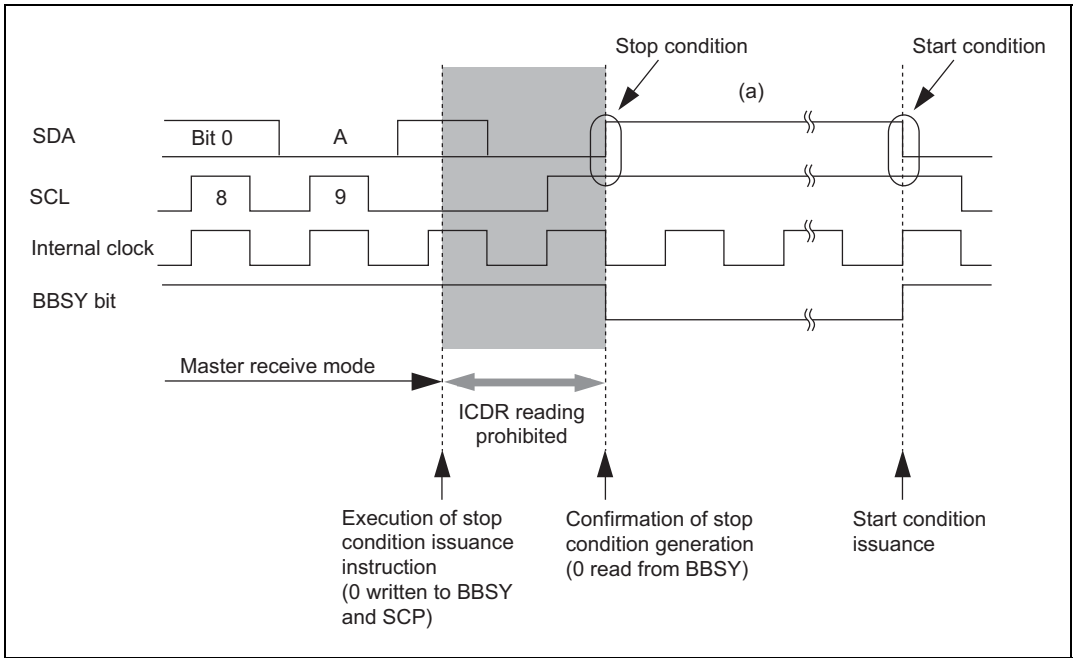 Stop condition
Start condition
(a)
SDA
Bit 0
A
SCL
8
9
Internal clock
BBSY bit
Master receive mode
ICDR reading
prohibited
Execution of stop
condition issuance
instruction
(0 written to BBSY
and SCP)
Confirmation of stop
condition generation
(0 read from BBSY)
Start condition
issuance